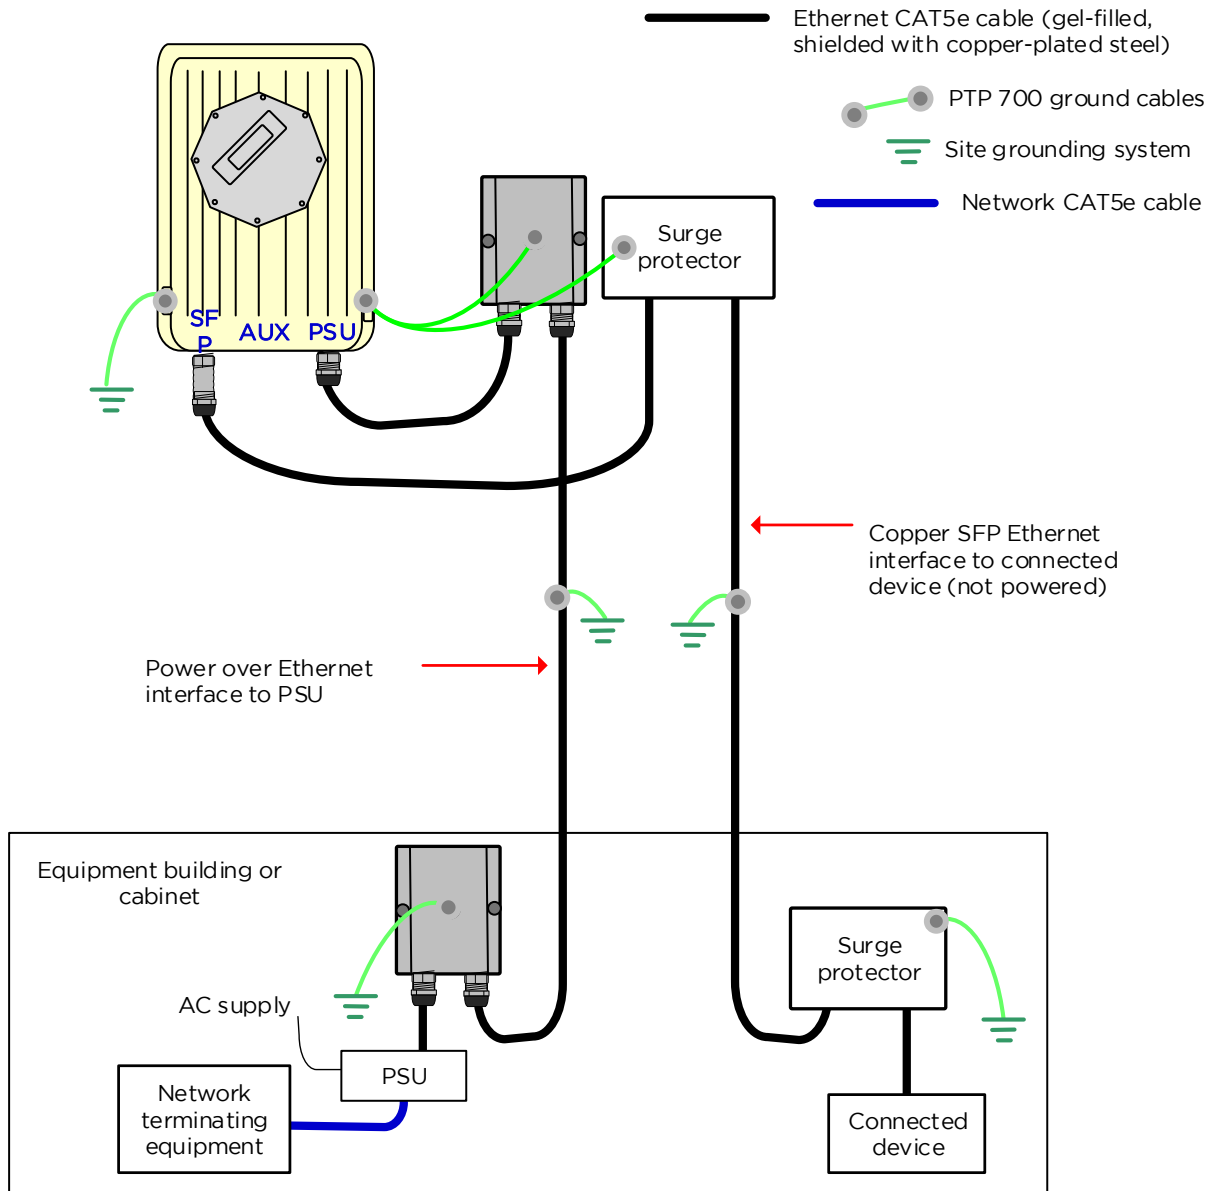 Ethernet CAT5e cable (gel-filled,
shielded with copper-plated steel)
PTP 700 ground cables
Site grounding system
Network CAT5e cable
Surge
protector
SF
P
AUX
PSU
Copper SFP Ethernet
interface to connected
device (not powered)
Power over Ethernet
interface to PSU
Equipment building or
cabinet
Surge
protector
AC supply
PSU
Network
terminating
equipment
Connected
device